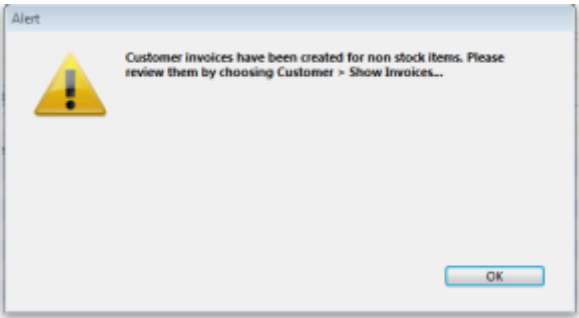 Alert
Customer invoices have been created for non stock items. Please
review them by choosing Customer > Show Invoices...
OK